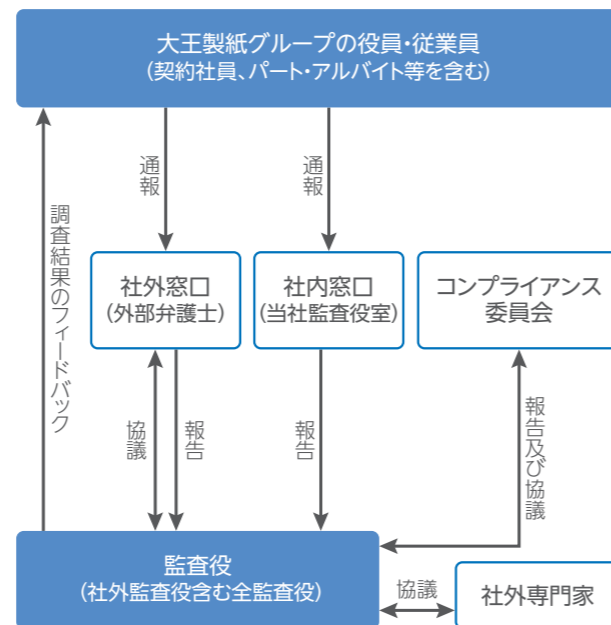 大王製紙グループの役員・従業員
(契約社員、パート・アルバイト等を含む)
通報
通報
調査結果のフィードバック
社外窓口
(外部弁護士)
社内窓口
(当社監査役室)
コンプライアンス
委員会
協議
報告
報告
報告及び協議
監査役
(社外監査役含む全監査役)
協議
社外専門家